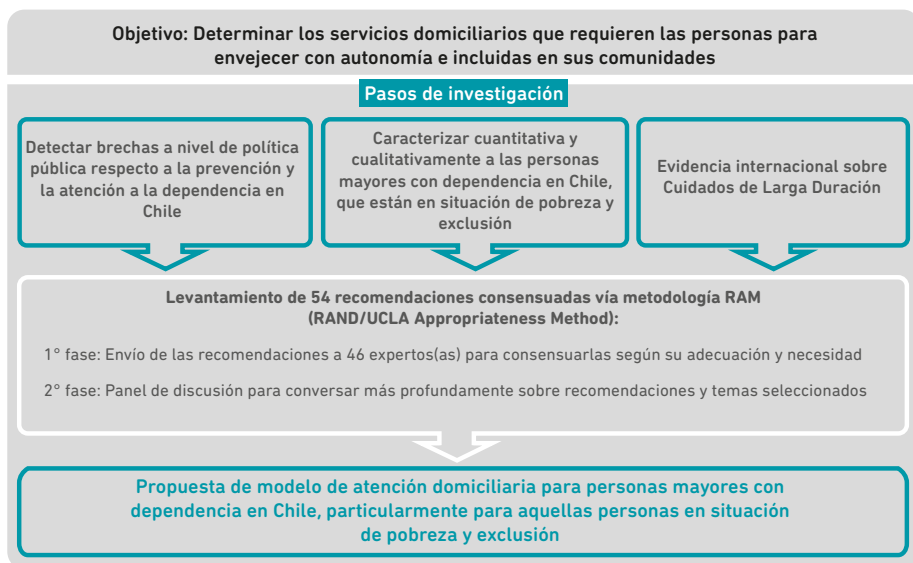 Objetivo: Determinar los servicios domiciliarios que requieren las personas para
envejecer con autonomía e incluidas en sus comunidades
Pasos de investigación
Detectar brechas a nivel de política
pública respecto a la prevención y
la atención a la dependencia en
Chile
Caracterizar cuantitativa y
cualitativamente a las personas
mayores con dependencia en Chile,
que están en situación de pobreza y
exclusión
Evidencia internacional sobre
Cuidados de Larga Duración
Levantamiento de 54 recomendaciones consensuadas vía metodología RAM
(RAND/UCLA Appropriateness Method):
1° fase: Envío de las recomendaciones a 46 expertos(as) para consensuarlas según su adecuación y necesidad
2° fase: Panel de discusión para conversar más profundamente sobre recomendaciones y temas seleccionados
Propuesta de modelo de atención domiciliaria para personas mayores con
dependencia en Chile, particularmente para aquellas personas en situación
de pobreza y exclusión